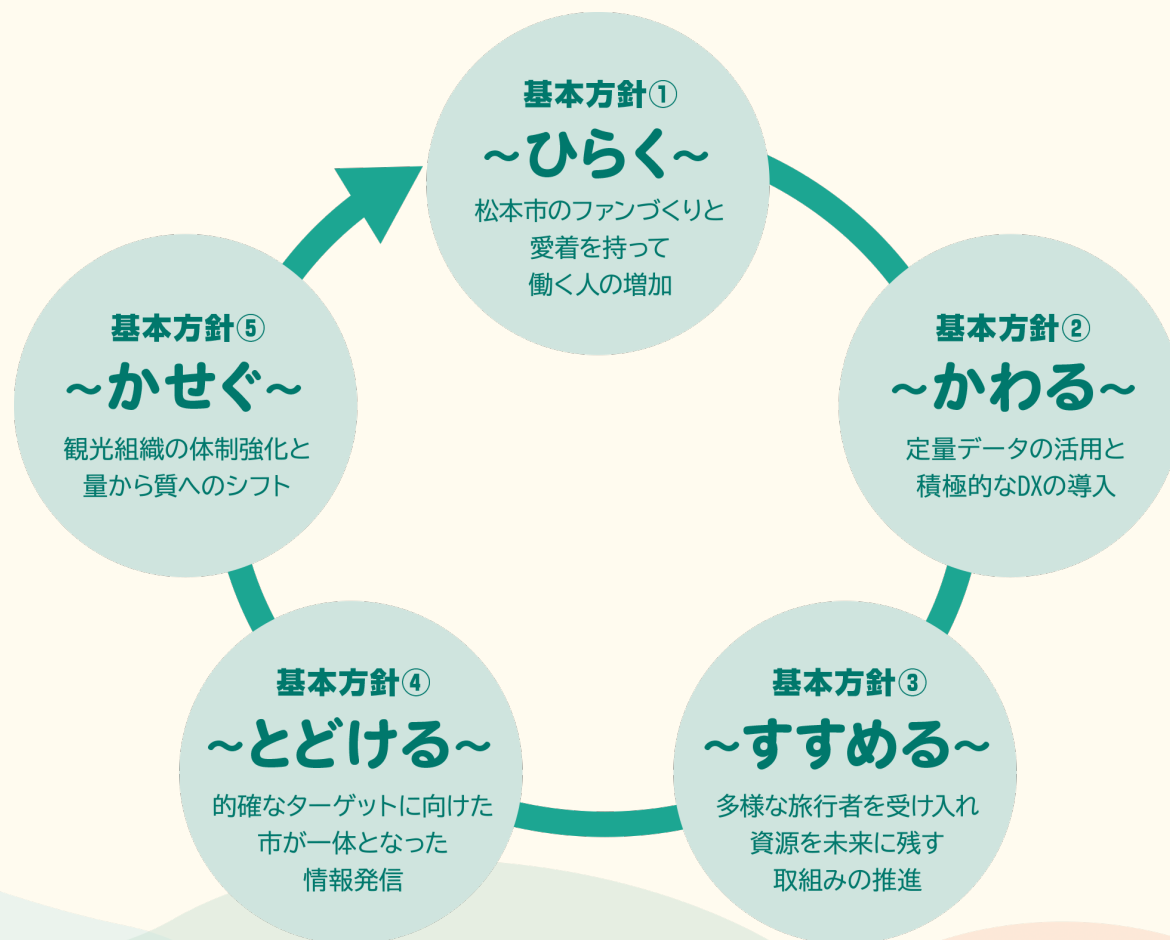 基本方針①
～ひらく～
松本市のファンづくりと
愛着を持って
働く人の増加
基本方針②
～かわる～
定量データの活用と
積極的なDXの導入
基本方針③
～すすめる～
多様な旅行者を受け入れ
資源を未来に残す
取組みの推進
基本方針④
～とどける～
的確なターゲットに向けた
市が一体となった
情報発信
基本方針⑤
～かせぐ～
観光組織の体制強化と
量から質へのシフト